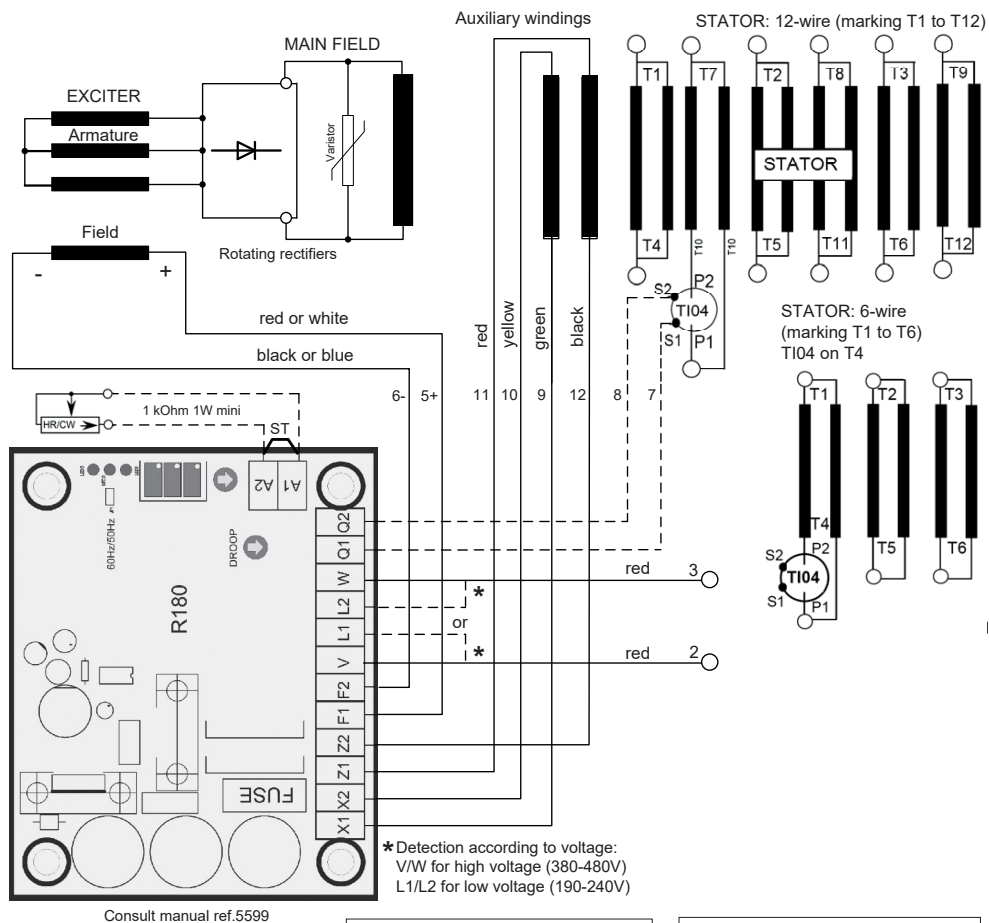 Auxiliary windings
STATOR: 12-wire (marking T1 to T12)
MAIN FIELD
T1
T7
T2
T8
T3
T9
EXCITER
Armature
Varistor
STATOR
Field
-
+
Rotating rectifiers
T4
T10
T10
T5
T11
T6
T12
S2
P2
TI04
S1
P1
STATOR: 6-wire
(marking T1 to T6)
TI04 on T4
red or white
black or blue
red
yellow
green
black
6-
5+
11
10
9
12
8
7
T1
T2
T3
HR/CW
1 kOhm 1W mini
ST
A2
A1
60Hz/50Hz
DROOP
R180
Q2
Q1
W
L2
L1
V
F2
F1
Z2
Z1
X2
X1
FUSE
red
3
*
or
*
red
2
T4
T5
T6
S2
P2
TI04
S1
P1
* Detection according to voltage:
V/W for high voltage (380-480V)
L1/L2 for low voltage (190-240V)
Consult manual ref.5599